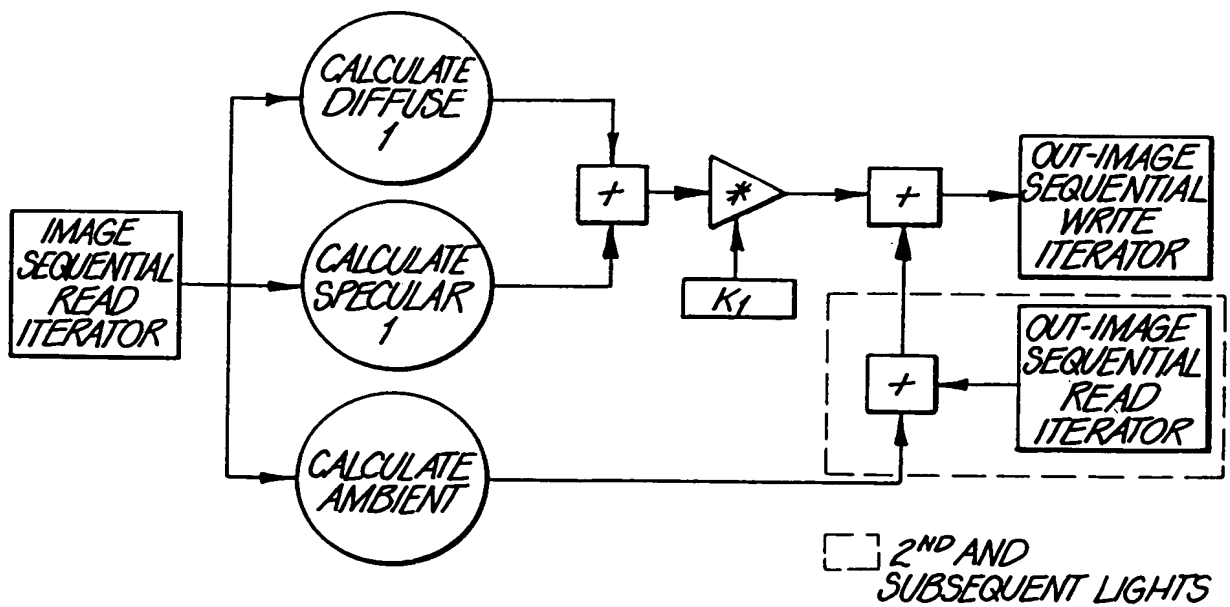 CALCULATE
DIFFUSE
1
+
*
+
OUT-IMAGE
SEQUENTIAL
WRITE
ITERATOR
IMAGE
SEQUENTIAL
READ
ITERATOR
CALCULATE
SPECULAR
1
K1
OUT-IMAGE
SEQUENTIAL
READ
ITERATOR
+
CALCULATE
AMBIENT
2ND AND
SUBSEQUENT LIGHTS